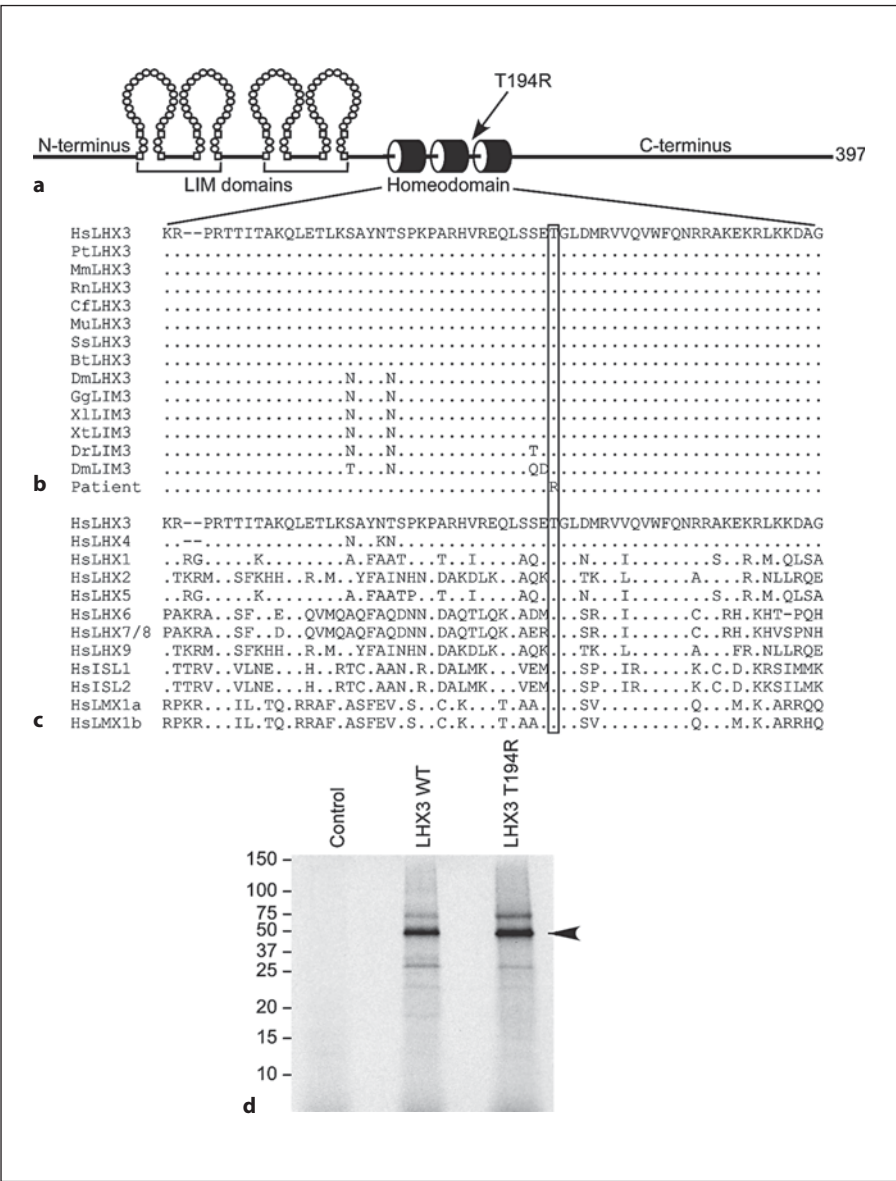 T194R
N-terminus
C-terminus
397
LIM domains
Homeodomain
a
HsLHX3 KR--PRTTITAKQLETLKSAYNTSPKPARHVREQLSSETGLDMRVVQVWFQNRRAKEKRLKKDAG
PtLHX3 ..................................................................
MmLHX3 ..................................................................
RnLHX3 ..................................................................
CfLHX3 ..................................................................
MuLHX3 ..................................................................
SsLHX3 ..................................................................
BtLHX3 ..................................................................
DmLHX3 ..................N...N...........................................
GgLIM3 ..................N...N...........................................
XlLIM3 ..................N...N...........................................
XtLIM3 ..................N...N...........................................
DrLIM3 ..................N...N.............T.............................
DmLIM3 ..................T...N.............QD............................
b
Patient ......................................R...........................
HsLHX3 KR--PRTTITAKQLETLKSAYNTSPKPARHVREQLSSETGLDMRVVQVWFQNRRAKEKRLKKDAG
HsLHX4 ..--..............N..KN..........................................
HsLHX1 ..RG.....K........A.FAAT...T..I....AQ....N...I........S..R.M.QLSA
HsLHX2 .TKRM..SFKHH..R.M..YFAINHN.DAKDLK..AQK...TK..L......A....R.NLLRQE
HsLHX5 ..RG.....K........A.FAATP..T..I....AQ....N...I........S..R.M.QLSA
HsLHX6 PAKRA..SF..E..QVMQAQFAQDNN.DAQTLQK.ADM...SR..I......C..RH.KHT-PQH
HsLHX7/8 PAKRA..SF..D..QVMQAQFAQDNN.DAQTLQK.AER...SR..I......C..RH.KHVSPNH
HsLHX9 .TKRM..SFKHH..R.M..YFAINHN.DAKDLK..AQK...TK..L......A...FR.NLLRQE
HsISL1 .TTRV..VLNE...H..RTC.AAN.R.DALMK...VEM...SP..IR.....K.C.D.KRSIMMK
HsISL2 .TTRV..VLNE...H..RTC.AAN.R.DALMK...VEM...SP..IR.....K.C.D.KKSILMK
HsLMX1a RPKR...IL.TQ.RRAF.ASFEV.S..C.K...T.AA....SV.........Q...M.K.ARRQQ
c
HsLMX1b RPKR...IL.TQ.RRAF.ASFEV.S..C.K...T.AA....SV.........Q...M.K.ARRHQ
Control
LHX3 WT
LHX3 T194R
150
100
75
50
37
25
20
15
10
d